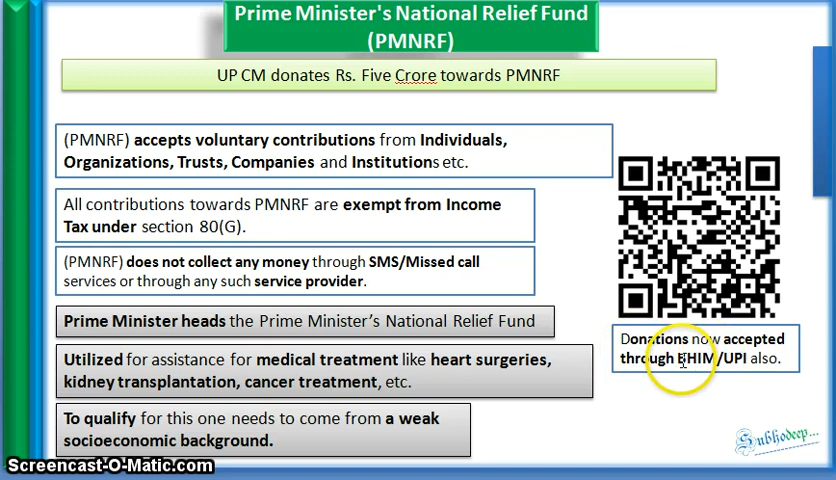 Prime Minister's National Relief Fund
(PMNRF)
UP CM donates Rs. Five Crore towards PMNRF
(PMNRF) accepts voluntary contributions from Individuals,
Organizations, Trusts, Companies and Institutions etc.
All contributions towards PMNRF are exempt from Income
Tax under section 80(G).
(PMNRF) does not collect any money through SMS/Missed call
services or through any such service provider.
Prime Minister heads the Prime Minister's National Relief Fund
Utilized for assistance for medical treatment like heart surgeries,
kidney transplantation, cancer treatment, etc.
To qualify for this one needs to come from a weak
socioeconomic background.
Donations now accepted
through BHIM/UPI also.
Subhodeep...
Screencast-O-Matic.com